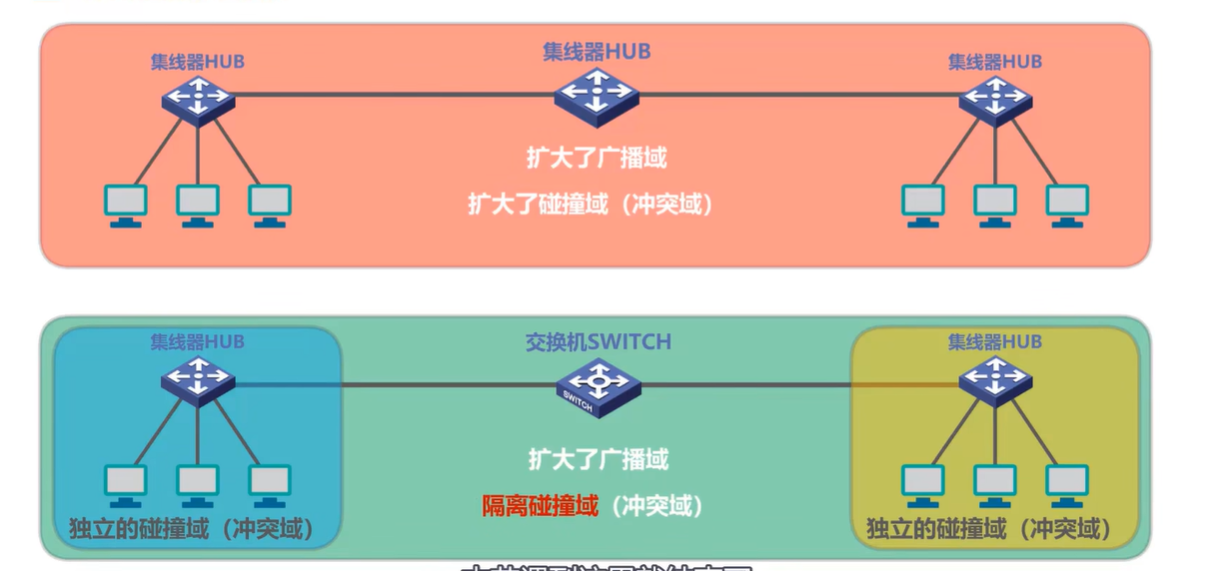 集线器HUB
集线器HUB
集线器HUB
扩大了广播域
扩大了碰撞域（冲突域）
集线器HUB
交换机SWITCH
集线器HUB
SWITCH
扩大了广播域
隔离碰撞域（冲突域）
独立的碰撞域（冲突域）
独立的碰撞域（冲突域）